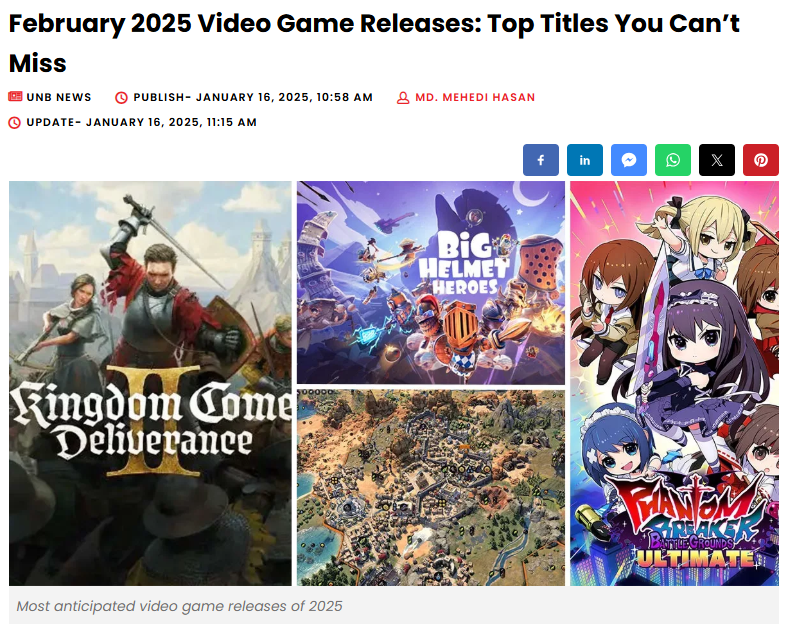 February 2025 Video Game Releases: Top Titles You Can't
Miss
UNB NEWS PUBLISH- JANUARY 16, 2025, 10:58 AM MD. MEHEDI HASAN
UPDATE- JANUARY 16, 2025, 11:15 AM
BiG
HELMET
HEROES
II
Kingdom Come
Deliverance
PHANTOM
BREAKER
BATTLE GROUNDS
ULTIMATE
Most anticipated video game releases of 2025